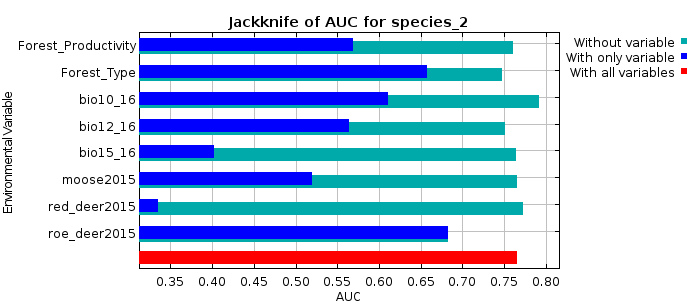 Jackknife of AUC for species_2
Environmental Variable
Forest_Productivity
Forest_Type
bio10_16
bio12_16
bio15_16
moose2015
red_deer2015
roe_deer2015
0.35 0.40 0.45 0.50 0.55 0.60 0.65 0.70 0.75 0.80
AUC
Without variable
With only variable
With all variables